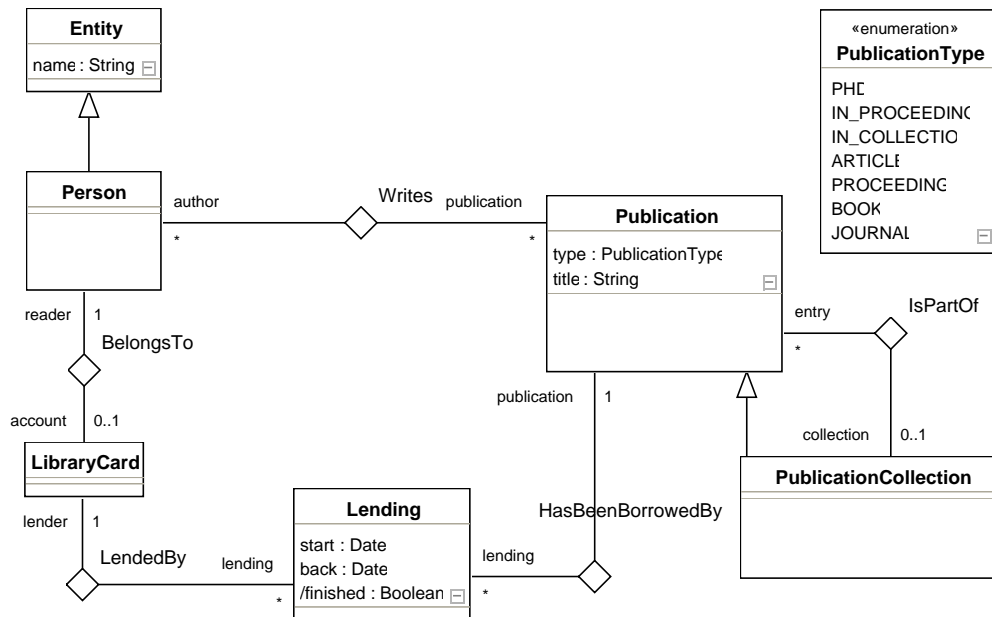 Entity
name : String
«enumeration»
PublicationType
PHD
IN_PROCEEDING
IN_COLLECTIO
ARTICLE
PROCEEDING
BOOK
JOURNAL
Person
author
*
Writes
publication
*
Publication
type : PublicationType
title : String
reader 1
BelongsTo
account 0..1
entry
*
IsPartOf
collection 0..1
publication 1
LibraryCard
PublicationCollection
lender 1
LendedBy
lending
*
Lending
start : Date
back : Date
/finished : Boolean
HasBeenBorrowedBy
lending
*